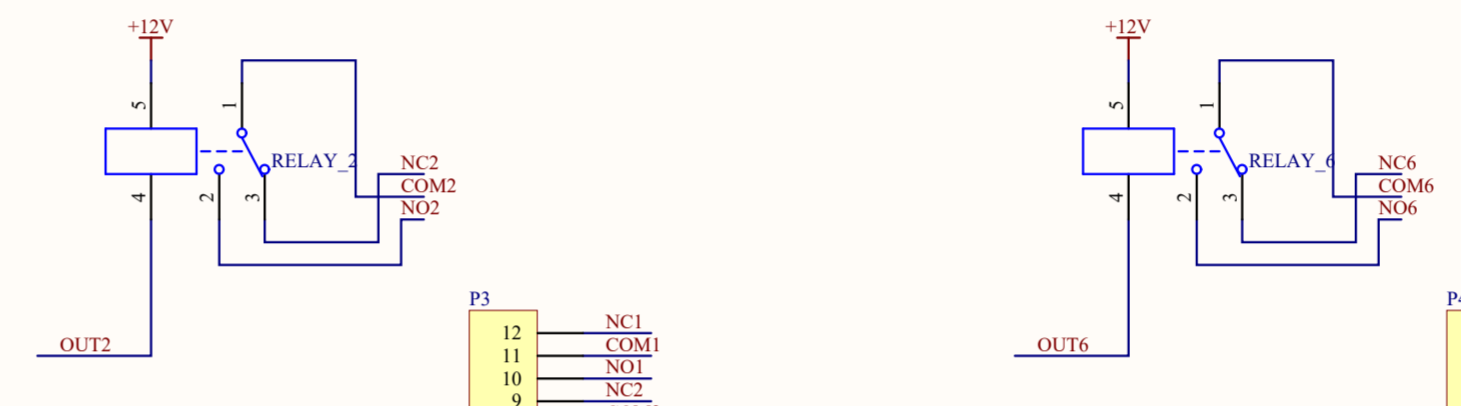 +12V
5
1
RELAY_2
NC2
COM2
NO2
4
2
3
OUT2
P3
12
NC1
11
COM1
10
NO1
9
NC2
+12V
5
1
RELAY_6
NC6
COM6
NO6
4
2
3
OUT6